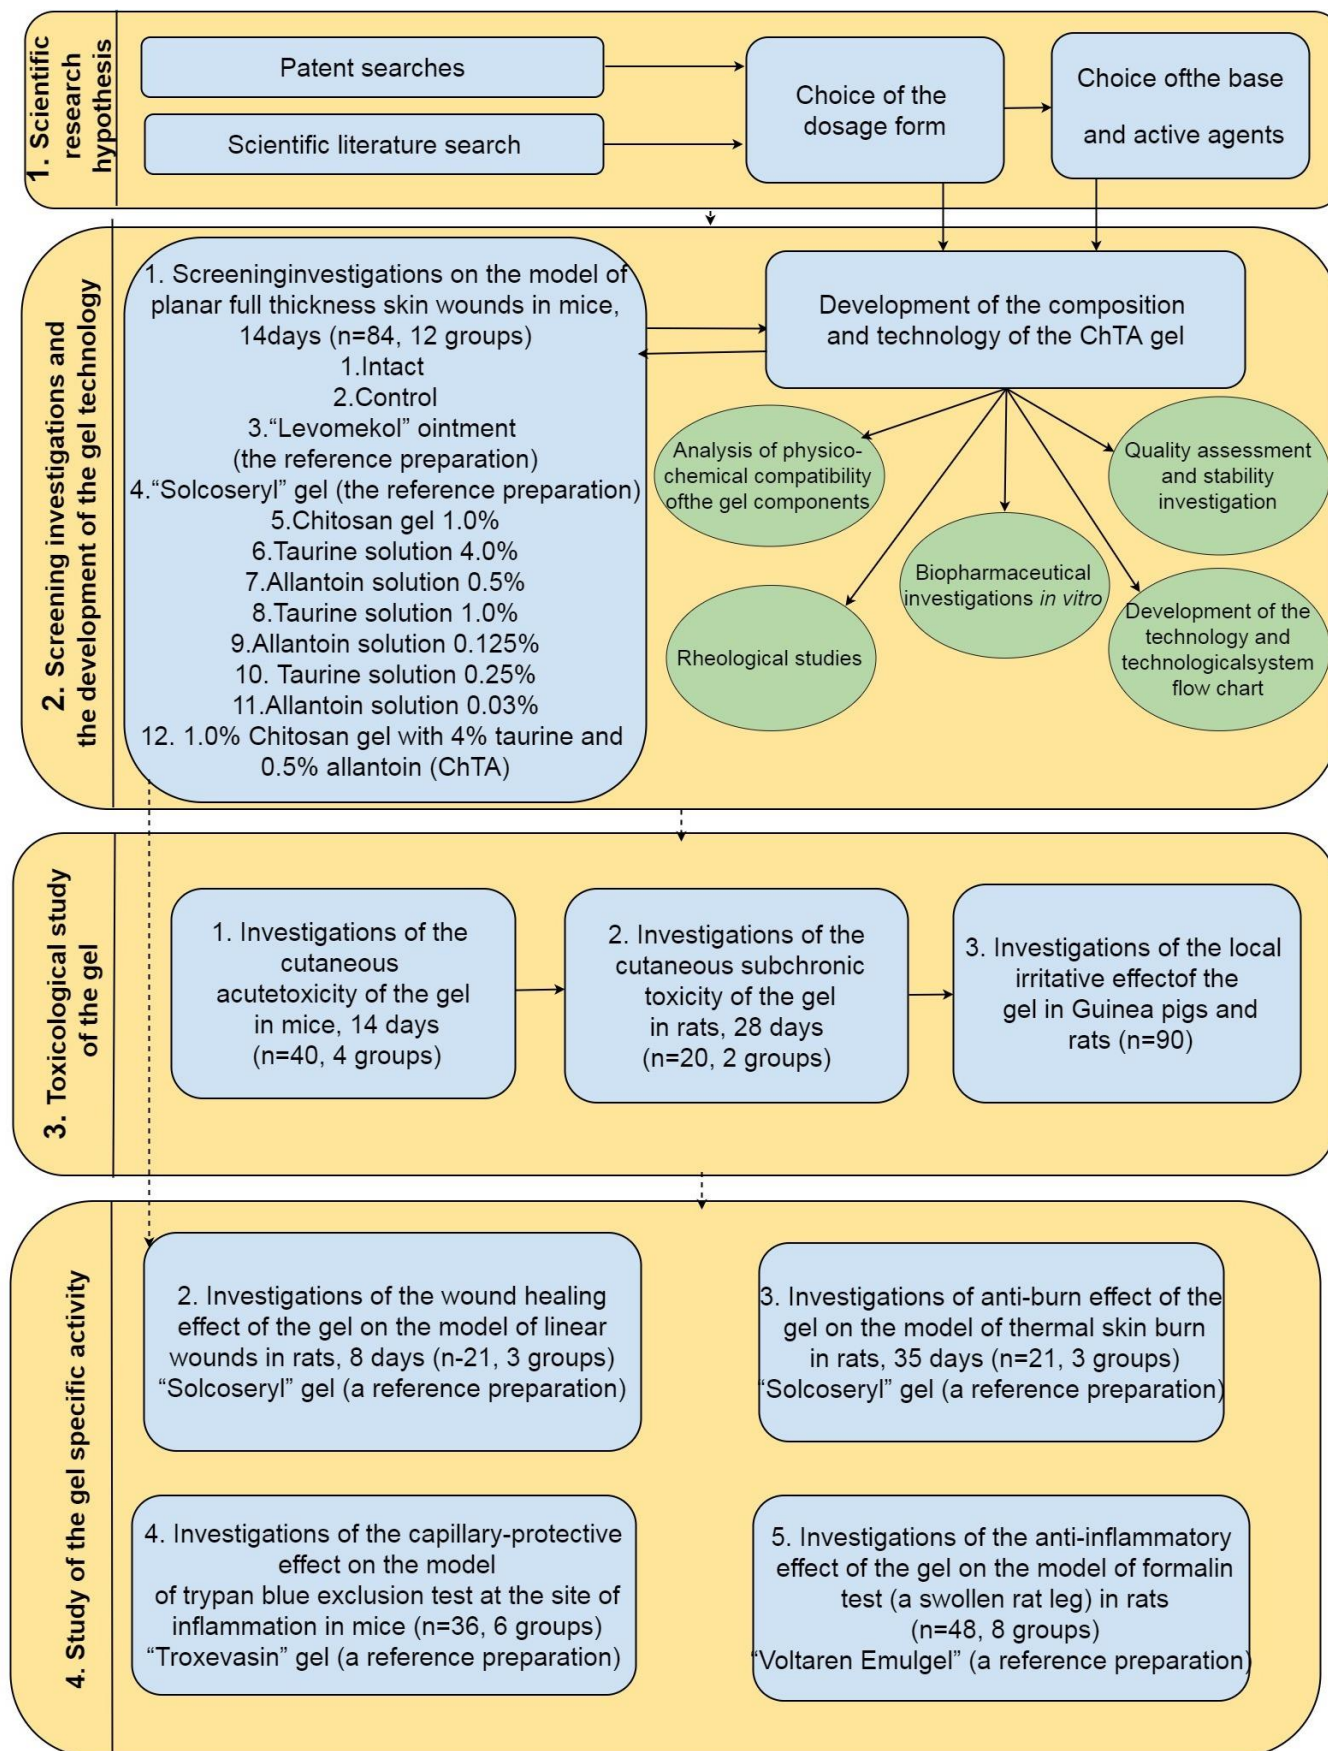 1. Scientific
research
hypothesis
Patent searches
Scientific literature search
Choice of the
dosage form
Choice ofthe base
and active agents
2. Screening investigations and
the development of the gel technology
1. Screeninginvestigations on the model of
planar full thickness skin wounds in mice,
14days (n=84, 12 groups)
1.Intact
2.Control
3.“Levomekol” ointment
(the reference preparation)
4.“Solcoseryl” gel (the reference preparation)
5.Chitosan gel 1.0%
6.Taurine solution 4.0%
7.Allantoin solution 0.5%
8.Taurine solution 1.0%
9.Allantoin solution 0.125%
10. Taurine solution 0.25%
11.Allantoin solution 0.03%
12. 1.0% Chitosan gel with 4% taurine and
0.5% allantoin (ChTA)
Development of the composition
and technology of the ChTA gel
Analysis of physico-
chemical compatibility
ofthe gel components
Rheological studies
Biopharmaceutical
investigations in vitro
Quality assessment
and stability
investigation
Development of the
technology and
technologicalsystem
flow chart
3. Toxicological study
of the gel
1. Investigations of the
cutaneous
acutetoxicity of the gel
in mice, 14 days
(n=40, 4 groups)
2. Investigations of the
cutaneous subchronic
toxicity of the gel
in rats, 28 days
(n=20, 2 groups)
3. Investigations of the local
irritative effectof the
gel in Guinea pigs and
rats (n=90)
4. Study of the gel specific activity
2. Investigations of the wound healing
effect of the gel on the model of linear
wounds in rats, 8 days (n-21, 3 groups)
“Solcoseryl” gel (a reference preparation)
3. Investigations of anti-burn effect of the
gel on the model of thermal skin burn
in rats, 35 days (n=21, 3 groups)
“Solcoseryl” gel (a reference preparation)
4. Investigations of the capillary-protective
effect on the model
of trypan blue exclusion test at the site of
inflammation in mice (n=36, 6 groups)
“Troxevasin” gel (a reference preparation)
5. Investigations of the anti-inflammatory
effect of the gel on the model of formalin
test (a swollen rat leg) in rats
(n=48, 8 groups)
“Voltaren Emulgel” (a reference preparation)